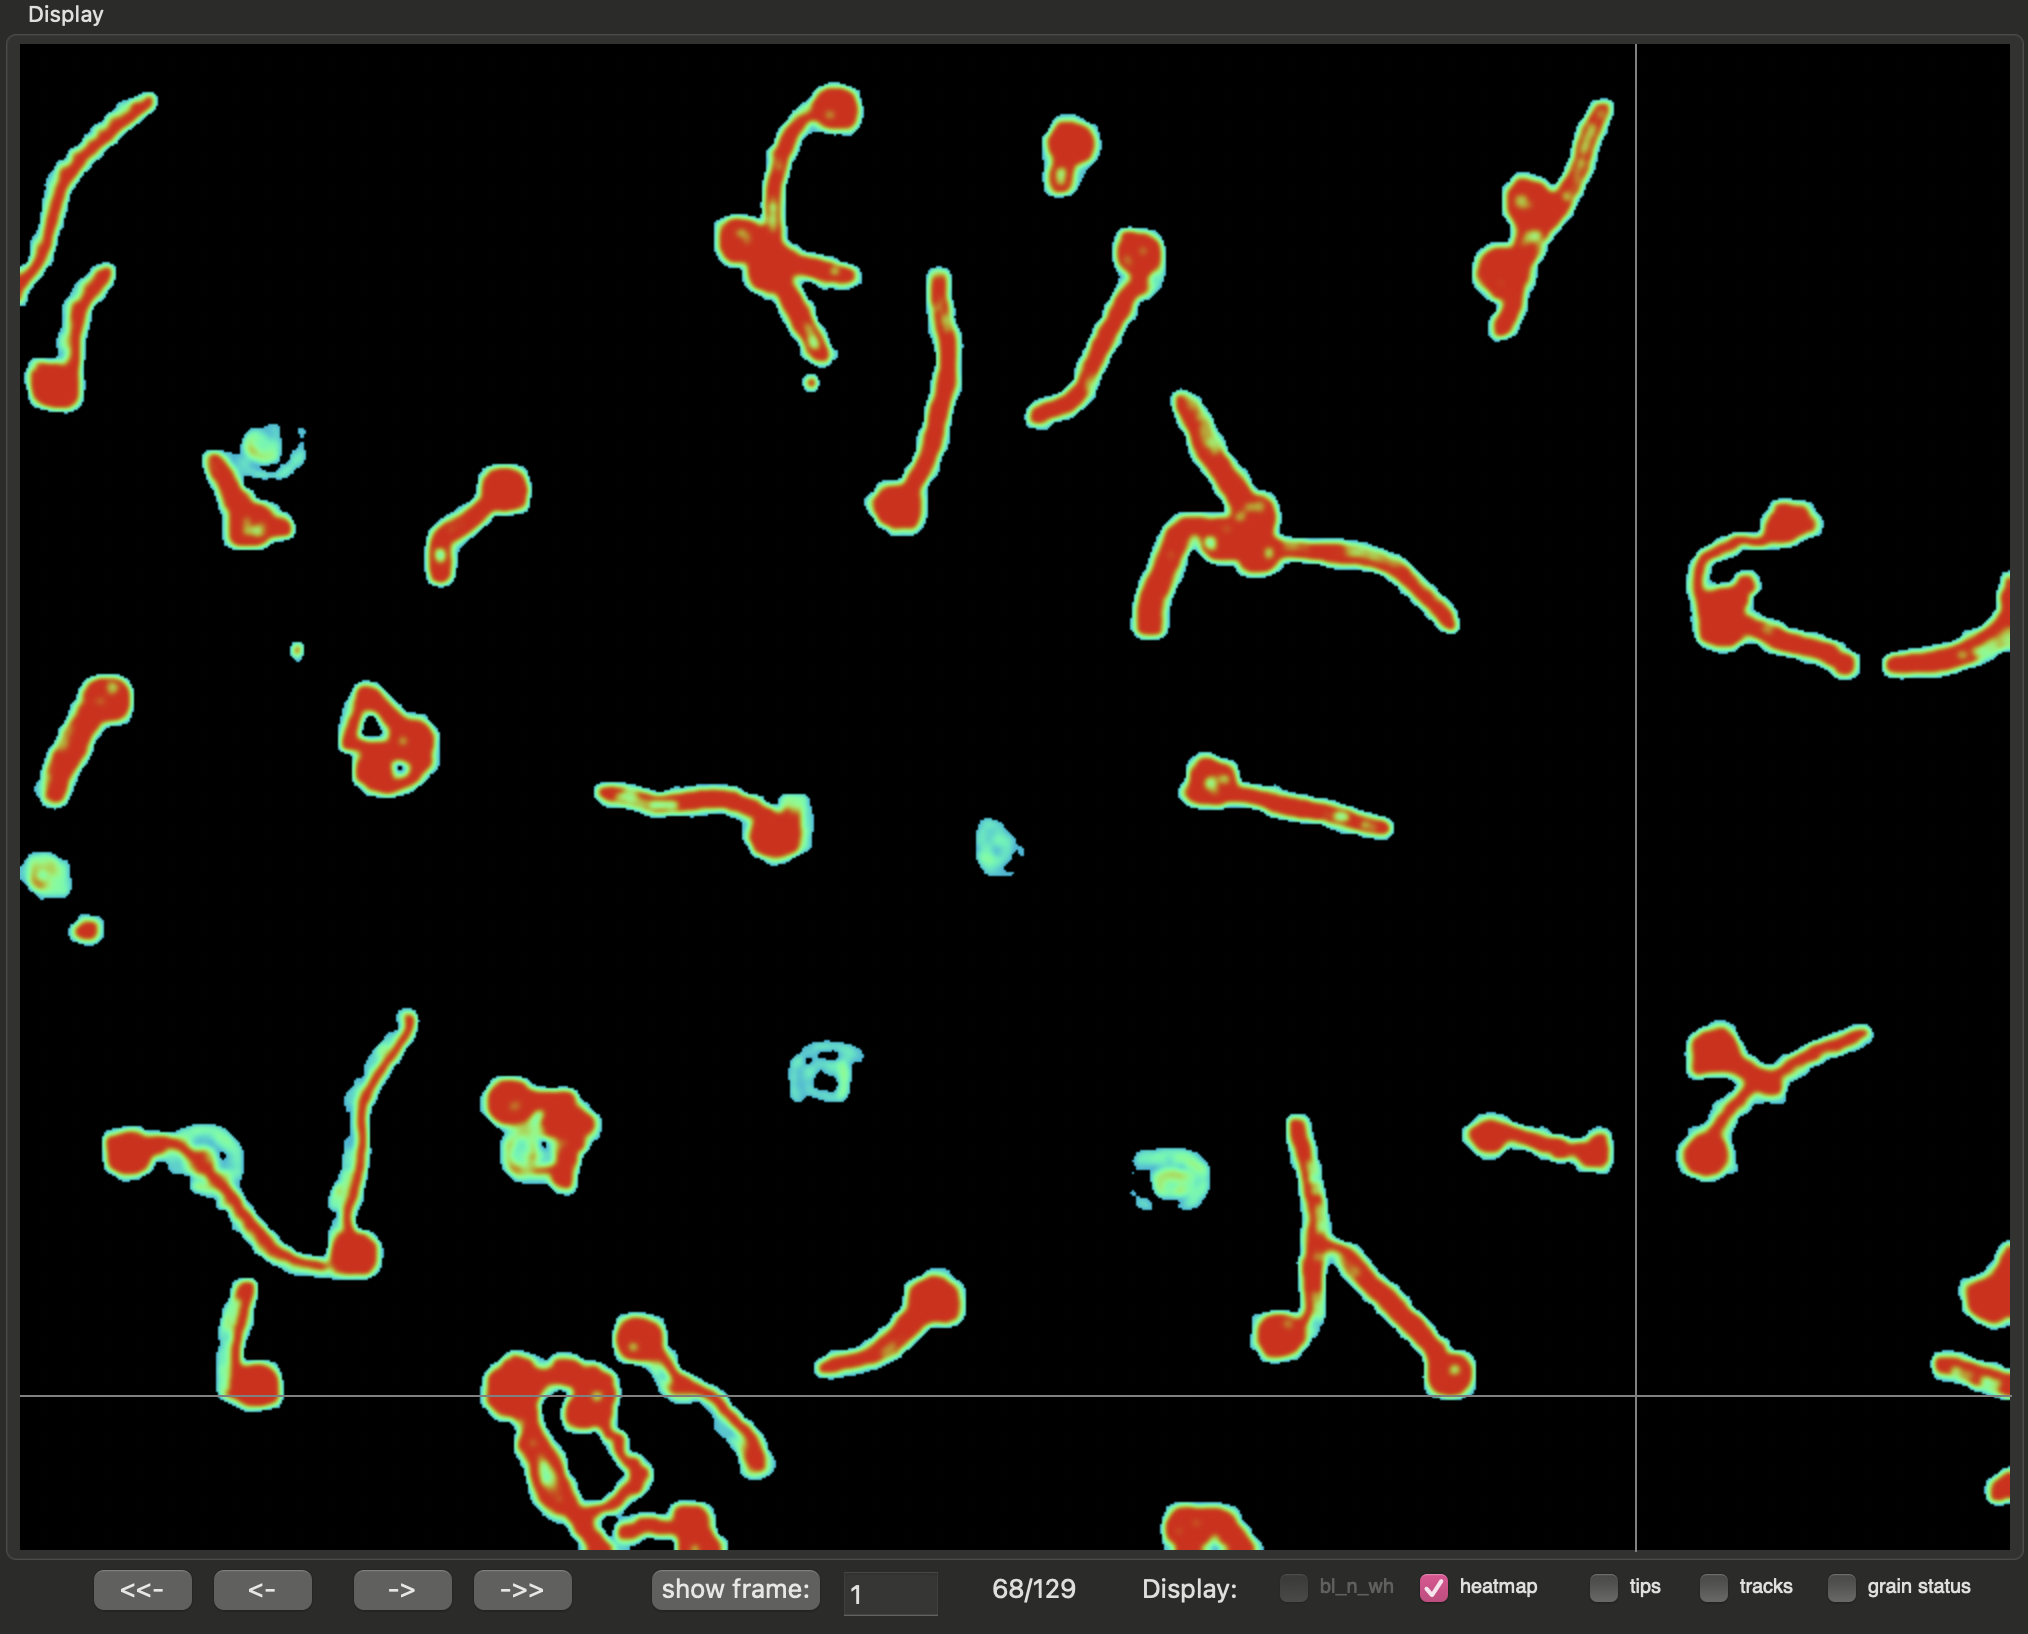 Display
<<- <- -> ->> show frame: 1 68/129 Display: bl_n_wh heatmap tips tracks grain status